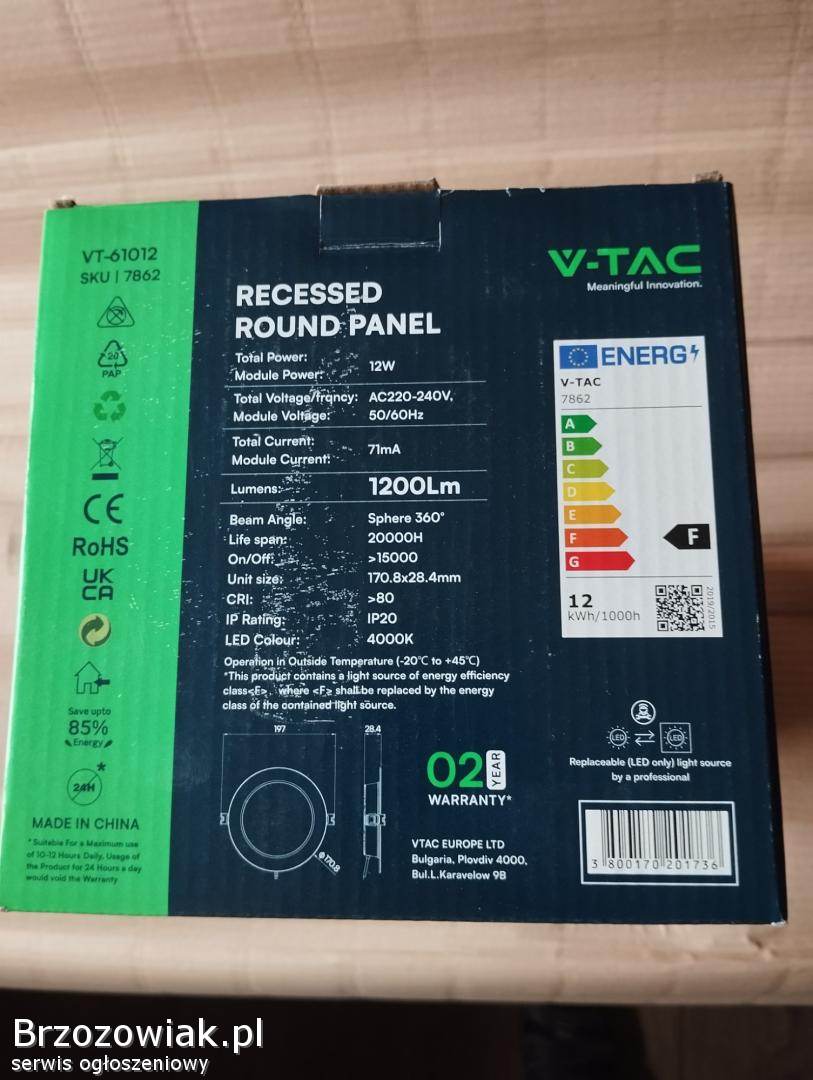 VT-61012
SKU | 7862
20
PAP
CE
RoHS
UK
CA
Save upto
85%
Energy
24H*
MADE IN CHINA
*Suitable For a Maximum use
of 10-12 Hours Daily, Usage of
the Product for 24 Hours a day
would void the Warranty
RECESSED
ROUND PANEL
Total Power:
Module Power: 12W
Total Voltage/frqncy: AC220-240V,
Module Voltage: 50/60Hz
Total Current:
Module Current: 71mA
Lumens: 1200Lm
Beam Angle: Sphere 360°
Life span: 20000H
On/Off: >15000
Unit size: 170.8x28.4mm
CRI: >80
IP Rating: IP20
LED Colour: 4000K
Operation in Outside Temperature (-20°C to +45°C)
*This product contains a light source of energy efficiency
class<F>, where <F> shall be replaced by the energy
class of the contained light source.
197
28.4
Ø170.8
02 YEAR
WARRANTY*
VTAC EUROPE LTD
Bulgaria, Plovdiv 4000,
Bul.L.Karavelow 9B
V-TAC
Meaningful Innovation.
ENERG
V-TAC
7862
A
B
C
D
E
F
G
F
12
kWh/1000h
2019/2015
LED
LED
Replaceable (LED only) light source
by a professional
3 800170 201736
Brzozowiak.pl
serwis ogłoszeniowy